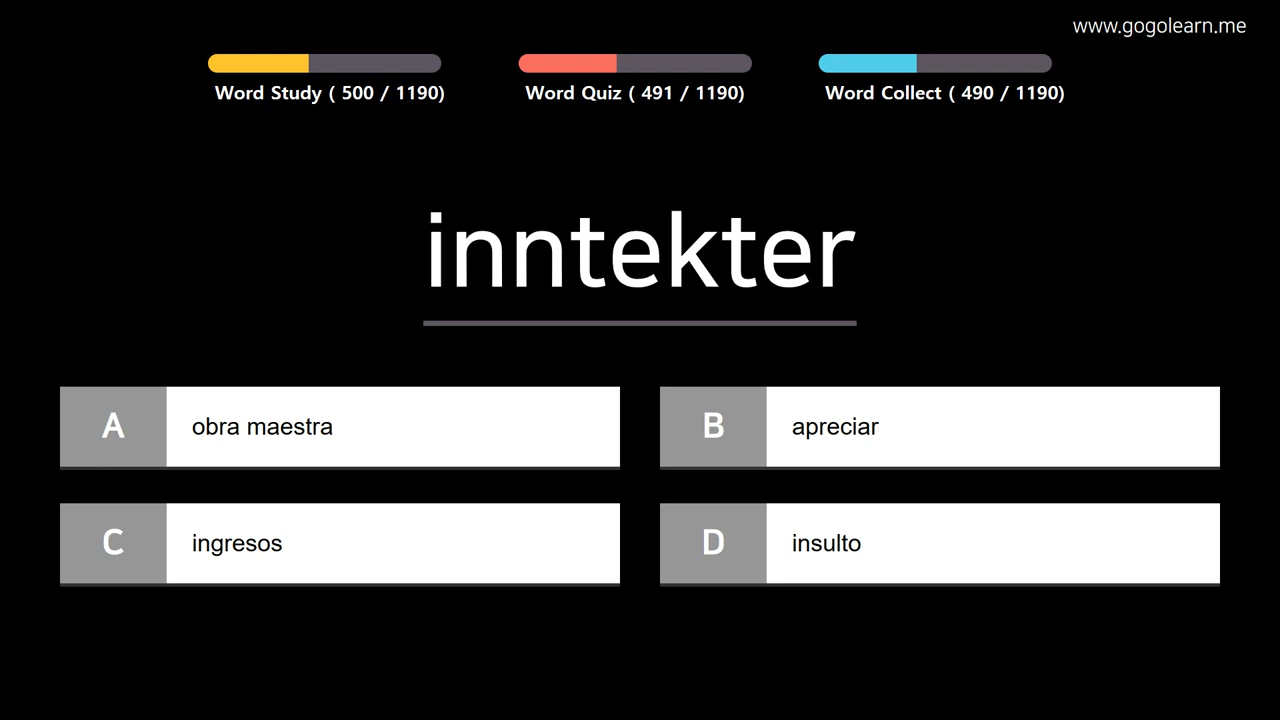 www.gogolearn.me
Word Study ( 500 / 1190)
Word Quiz ( 491 / 1190)
Word Collect ( 490 / 1190)
inntekter
A obra maestra
B apreciar
C ingresos
D insulto